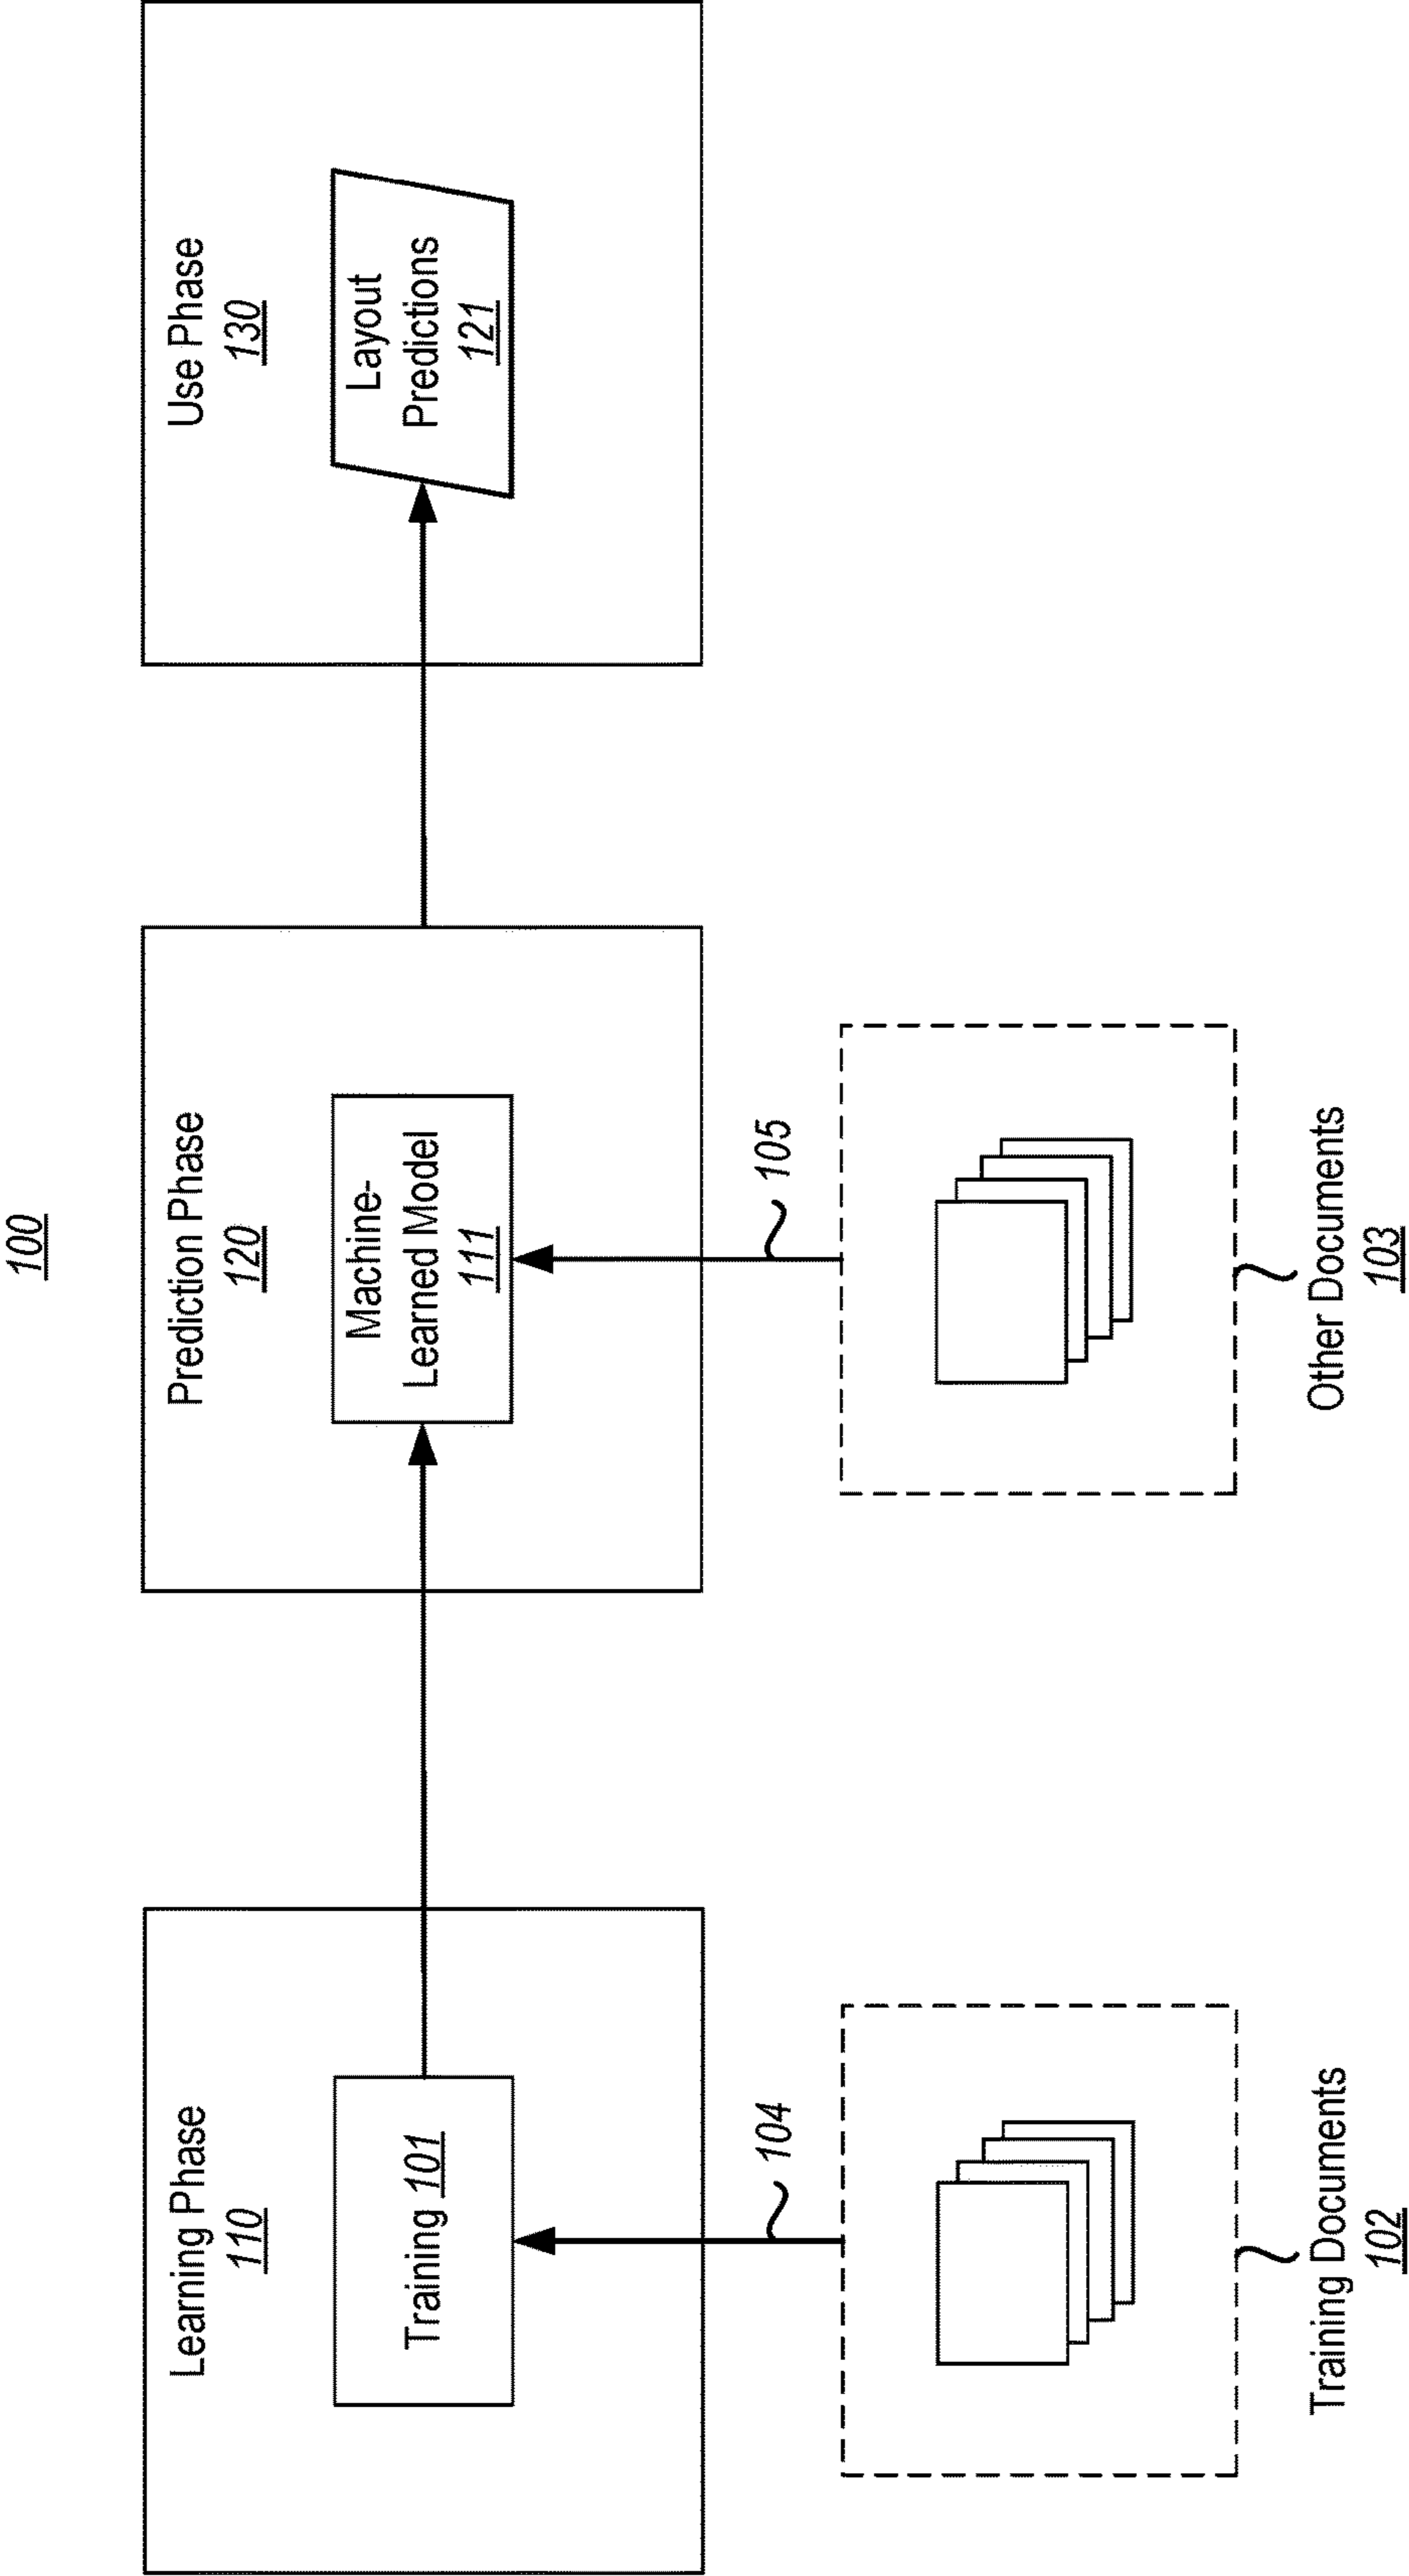 100
Learning Phase
110
Training 101
104
Training Documents
102
Prediction Phase
120
Machine-
Learned Model
111
105
Other Documents
103
Use Phase
130
Layout
Predictions
121